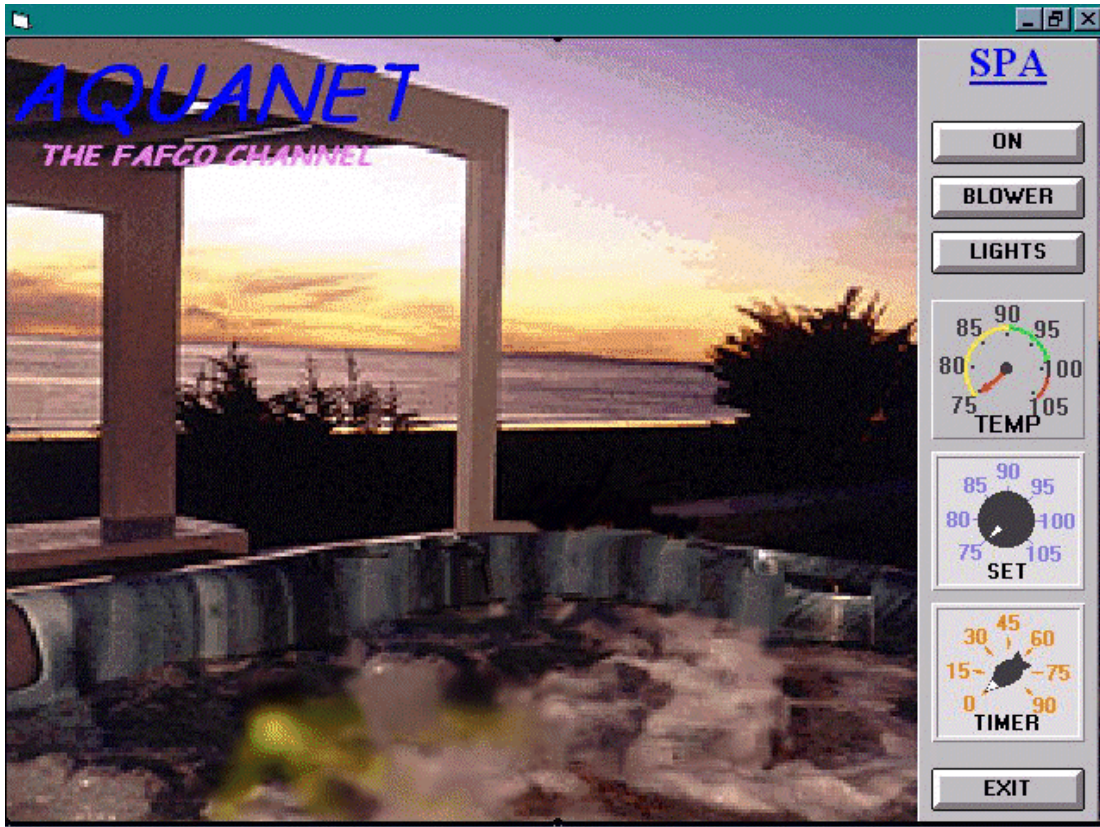 AQUANET
THE FAFCO CHANNEL
SPA
ON
BLOWER
LIGHTS
90
85 95
80 100
75 105
TEMP
90
85 95
80 100
75 105
SET
45
30 60
15 75
0 90
TIMER
EXIT